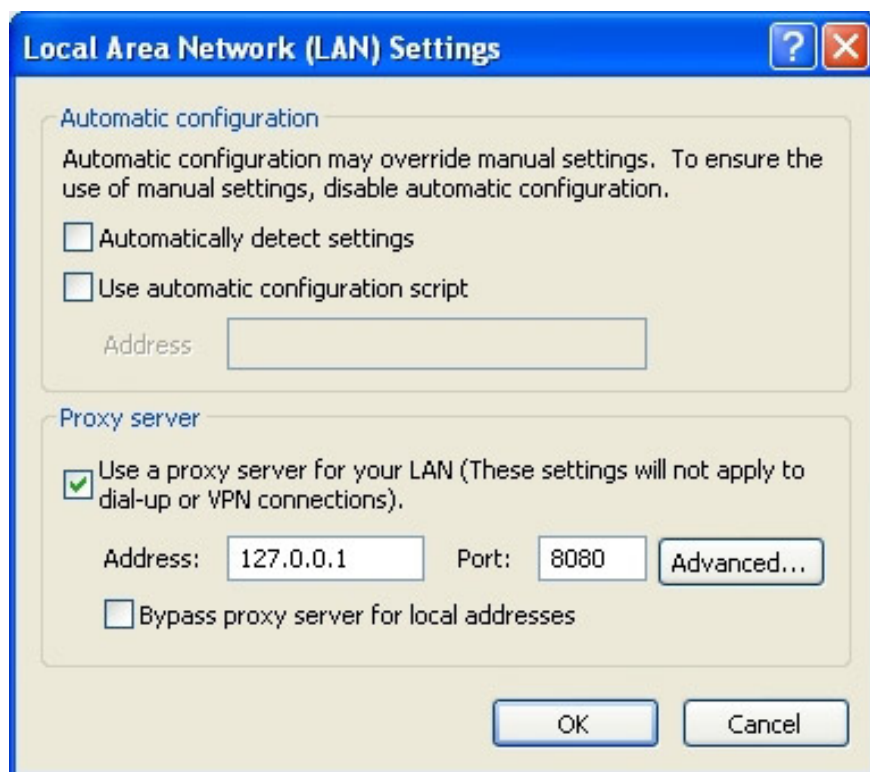 Local Area Network (LAN) Settings
Automatic configuration
Automatic configuration may override manual settings. To ensure the
use of manual settings, disable automatic configuration.
Automatically detect settings
Use automatic configuration script
Address
Proxy server
Use a proxy server for your LAN (These settings will not apply to
dial-up or VPN connections).
Address: 127.0.0.1 Port: 8080 Advanced...
Bypass proxy server for local addresses
OK Cancel